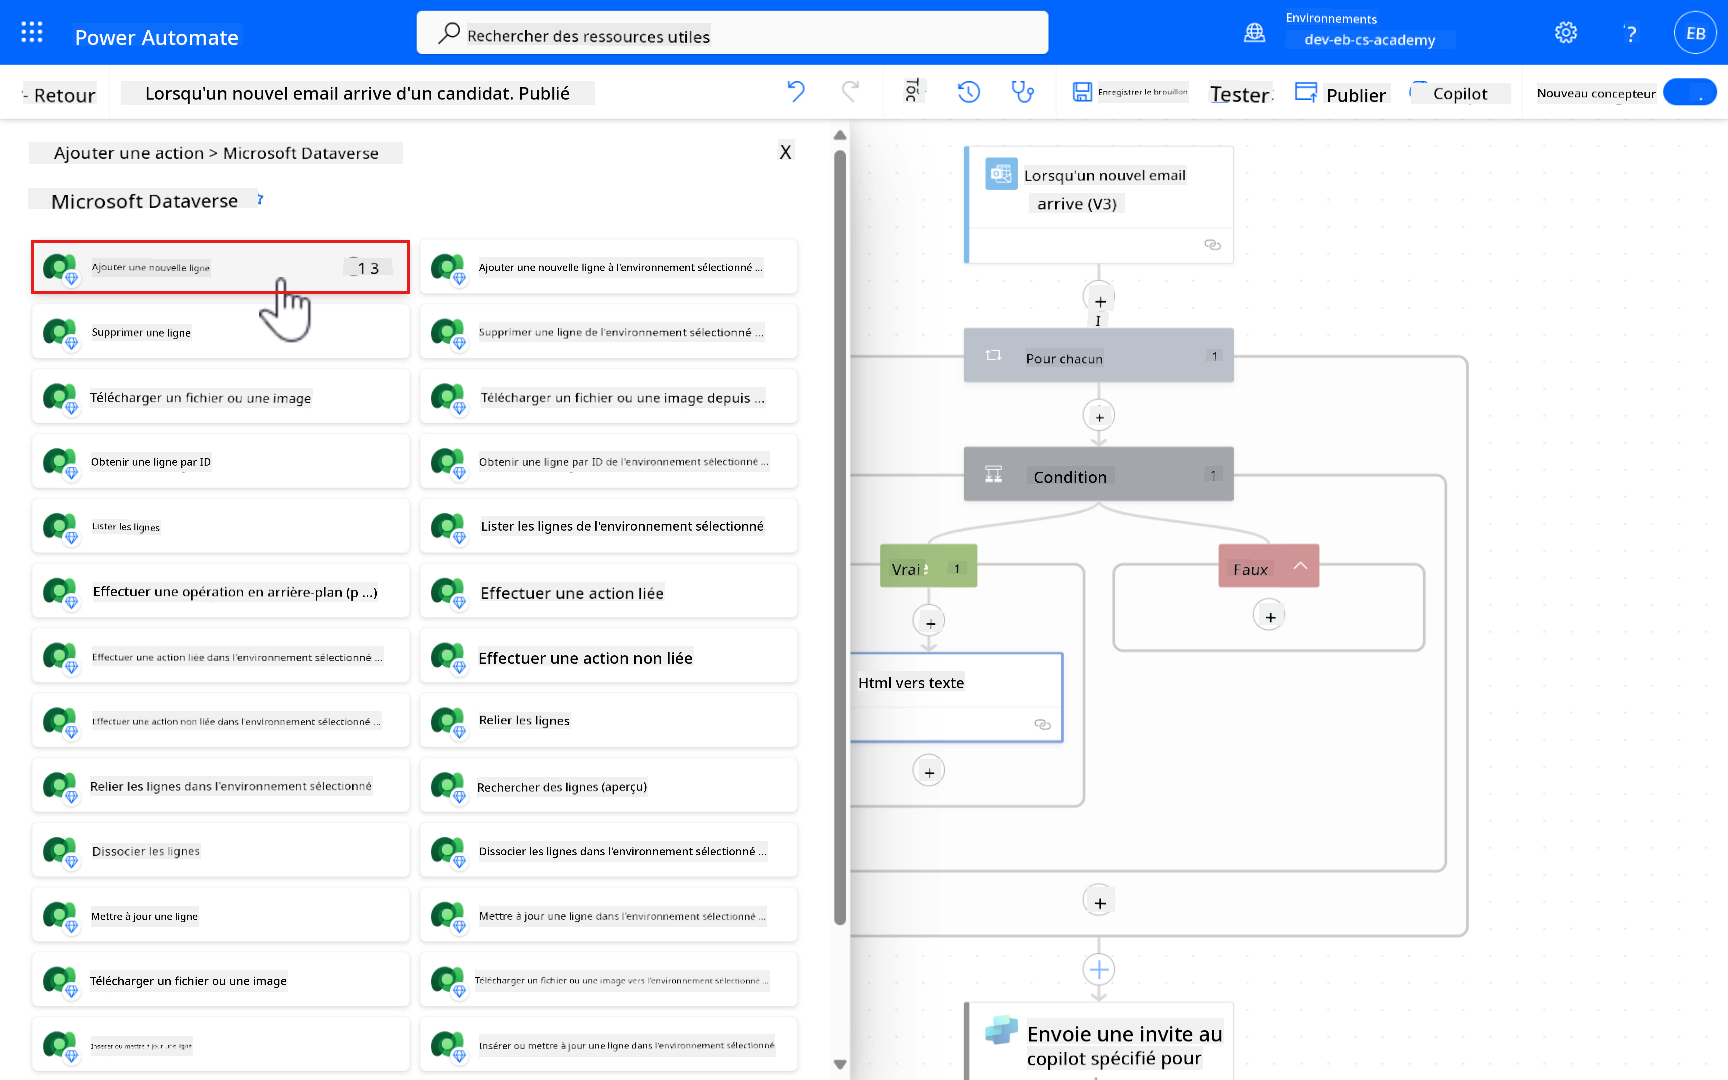 Power Automate
Rechercher des ressources utiles
Environnements
dev-eb-cs-academy
?
EB
Retour
Lorsqu'un nouvel email arrive d'un candidat. Publié
Enregistrer le brouillon
Tester
Publier
Copilot
Nouveau concepteur
Ajouter une action > Microsoft Dataverse
X
Microsoft Dataverse
Ajouter une nouvelle ligne
1 3
Ajouter une nouvelle ligne à l'environnement sélectionné ...
Supprimer une ligne
Supprimer une ligne de l'environnement sélectionné ...
Télécharger un fichier ou une image
Télécharger un fichier ou une image depuis ...
Obtenir une ligne par ID
Obtenir une ligne par ID de l'environnement sélectionné ...
Lister les lignes
Lister les lignes de l'environnement sélectionné
Effectuer une opération en arrière-plan (p ...)
Effectuer une action liée
Effectuer une action liée dans l'environnement sélectionné ...
Effectuer une action non liée
Effectuer une action non liée dans l'environnement sélectionné ...
Relier les lignes
Relier les lignes dans l'environnement sélectionné
Rechercher des lignes (aperçu)
Dissocier les lignes
Dissocier les lignes dans l'environnement sélectionné ...
Mettre à jour une ligne
Mettre à jour une ligne dans l'environnement sélectionné ...
Télécharger un fichier ou une image
Télécharger un fichier ou une image vers l'environnement sélectionné ...
Insérer ou mettre à jour une ligne
Insérer ou mettre à jour une ligne dans l'environnement sélectionné
Lorsqu'un nouvel email
arrive (V3)
I
Pour chacun
1
Condition
1
Vrai
1
Faux
Html vers texte
Envoie une invite au
copilot spécifié pour